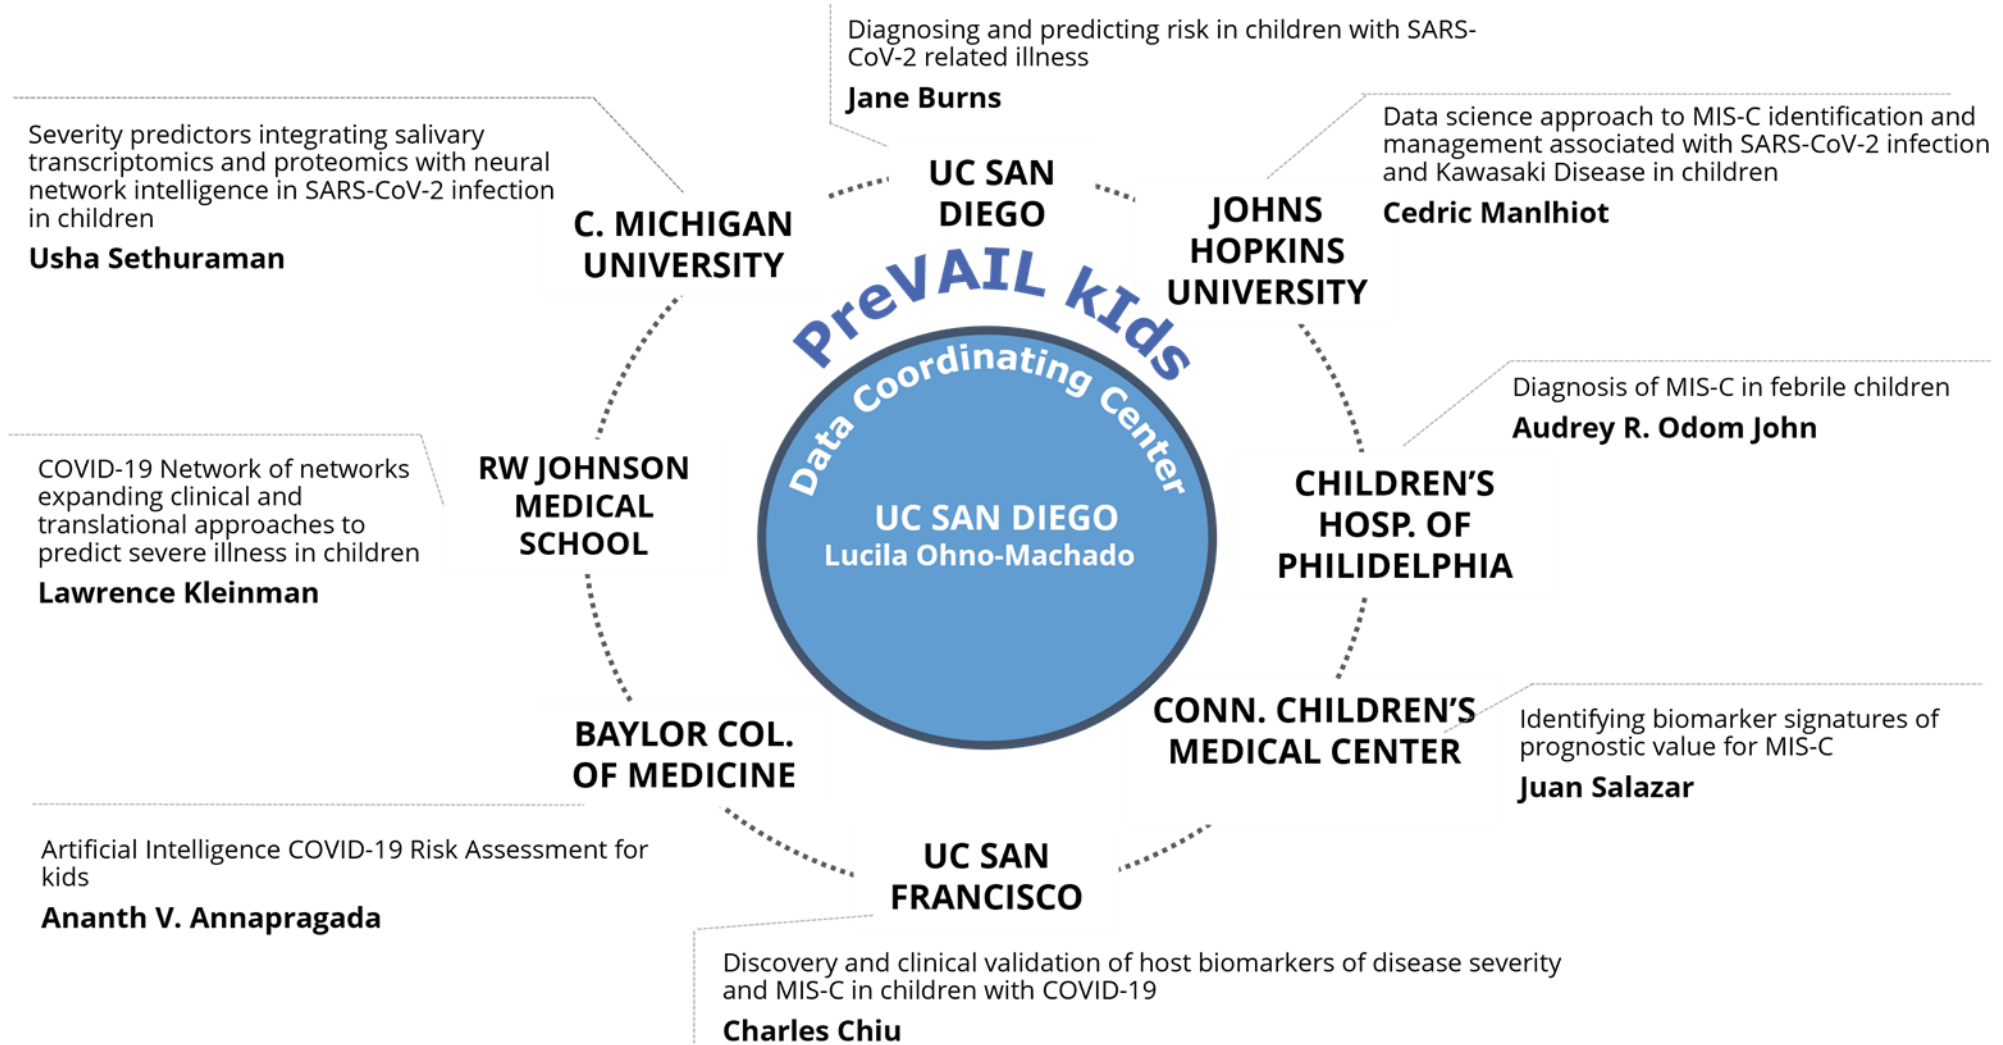 Diagnosing and predicting risk in children with SARS-
CoV-2 related illness
Jane Burns
UC SAN
DIEGO
Data science approach to MIS-C identification and
management associated with SARS-CoV-2 infection
and Kawasaki Disease in children
Cedric Manlhiot
JOHNS
HOPKINS
UNIVERSITY
Diagnosis of MIS-C in febrile children
Audrey R. Odom John
CHILDREN'S
HOSP. OF
PHILIDELPHIA
Identifying biomarker signatures of
prognostic value for MIS-C
Juan Salazar
CONN. CHILDREN'S
MEDICAL CENTER
UC SAN
FRANCISCO
Discovery and clinical validation of host biomarkers of disease severity
and MIS-C in children with COVID-19
Charles Chiu
BAYLOR COL.
OF MEDICINE
Artificial Intelligence COVID-19 Risk Assessment for
kids
Ananth V. Annapragada
RW JOHNSON
MEDICAL
SCHOOL
COVID-19 Network of networks
expanding clinical and
translational approaches to
predict severe illness in children
Lawrence Kleinman
C. MICHIGAN
UNIVERSITY
Severity predictors integrating salivary
transcriptomics and proteomics with neural
network intelligence in SARS-CoV-2 infection
in children
Usha Sethuraman
PreVAIL kIds
Data Coordinating Center
UC SAN DIEGO
Lucila Ohno-Machado